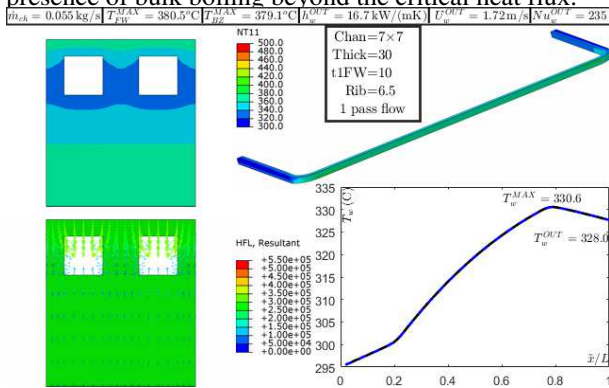 presence of bulk boiling beyond the critical heat flux.
ṁ_ch = 0.055 kg/s T_FW^MAX = 380.5°C T_BZ^MAX = 379.1°C h_w^OUT = 16.7 kW/(mK) U_w^OUT = 1.72 m/s Nu_w^OUT = 235
NT11
500.0
480.0
460.0
440.0
420.0
400.0
380.0
360.0
340.0
320.0
300.0
Chan=7×7
Thick=30
t1FW=10
Rib=6.5
1 pass flow
HFL, Resultant
+5.50e+05
+5.00e+05
+4.50e+05
+4.00e+05
+3.50e+05
+3.00e+05
+2.50e+05
+2.00e+05
+1.50e+05
+1.00e+05
+5.00e+04
+0.00e+00
T_w (C)
335
330
325
320
315
310
305
300
295
T_w^MAX = 330.6
T_w^OUT = 328.0
x̃/L
0
0.2
0.4
0.6
0.8
1